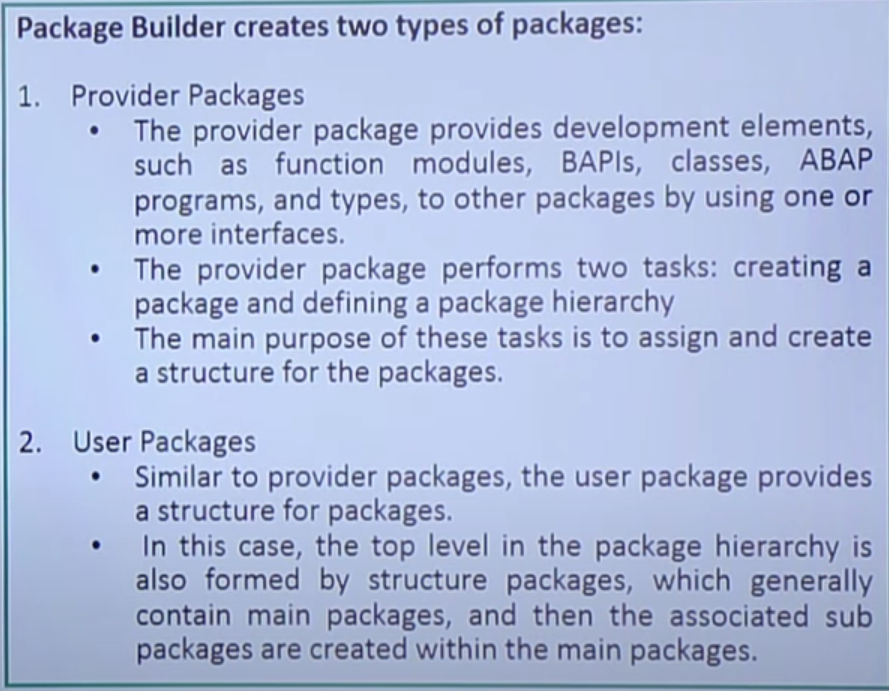 Package Builder creates two types of packages:
1. Provider Packages
• The provider package provides development elements,
such as function modules, BAPIs, classes, ABAP
programs, and types, to other packages by using one or
more interfaces.
• The provider package performs two tasks: creating a
package and defining a package hierarchy
• The main purpose of these tasks is to assign and create
a structure for the packages.
2. User Packages
• Similar to provider packages, the user package provides
a structure for packages.
• In this case, the top level in the package hierarchy is
also formed by structure packages, which generally
contain main packages, and then the associated sub
packages are created within the main packages.